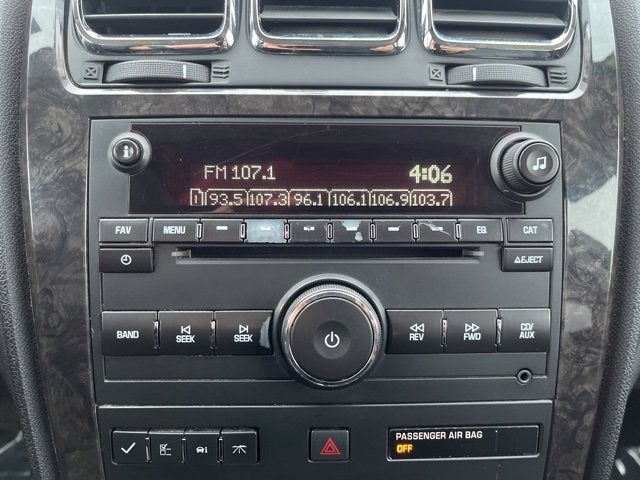 FM 107.1 4:06
1 93.5 107.3 96.1 106.1 106.9 103.7
FAV MENU EQ CAT
EJECT
BAND SEEK SEEK REV FWD CD/AUX
PASSENGER AIR BAG
OFF